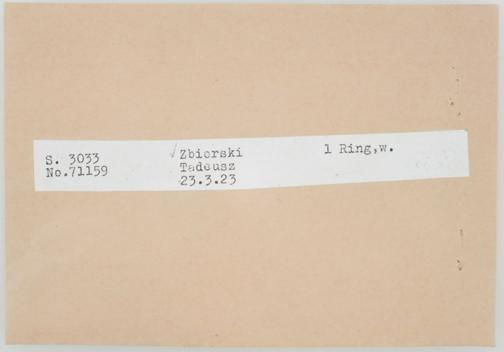 S. 3033 Zbierski 1 Ring,w.
No.71159 Tadeusz
23.3.23